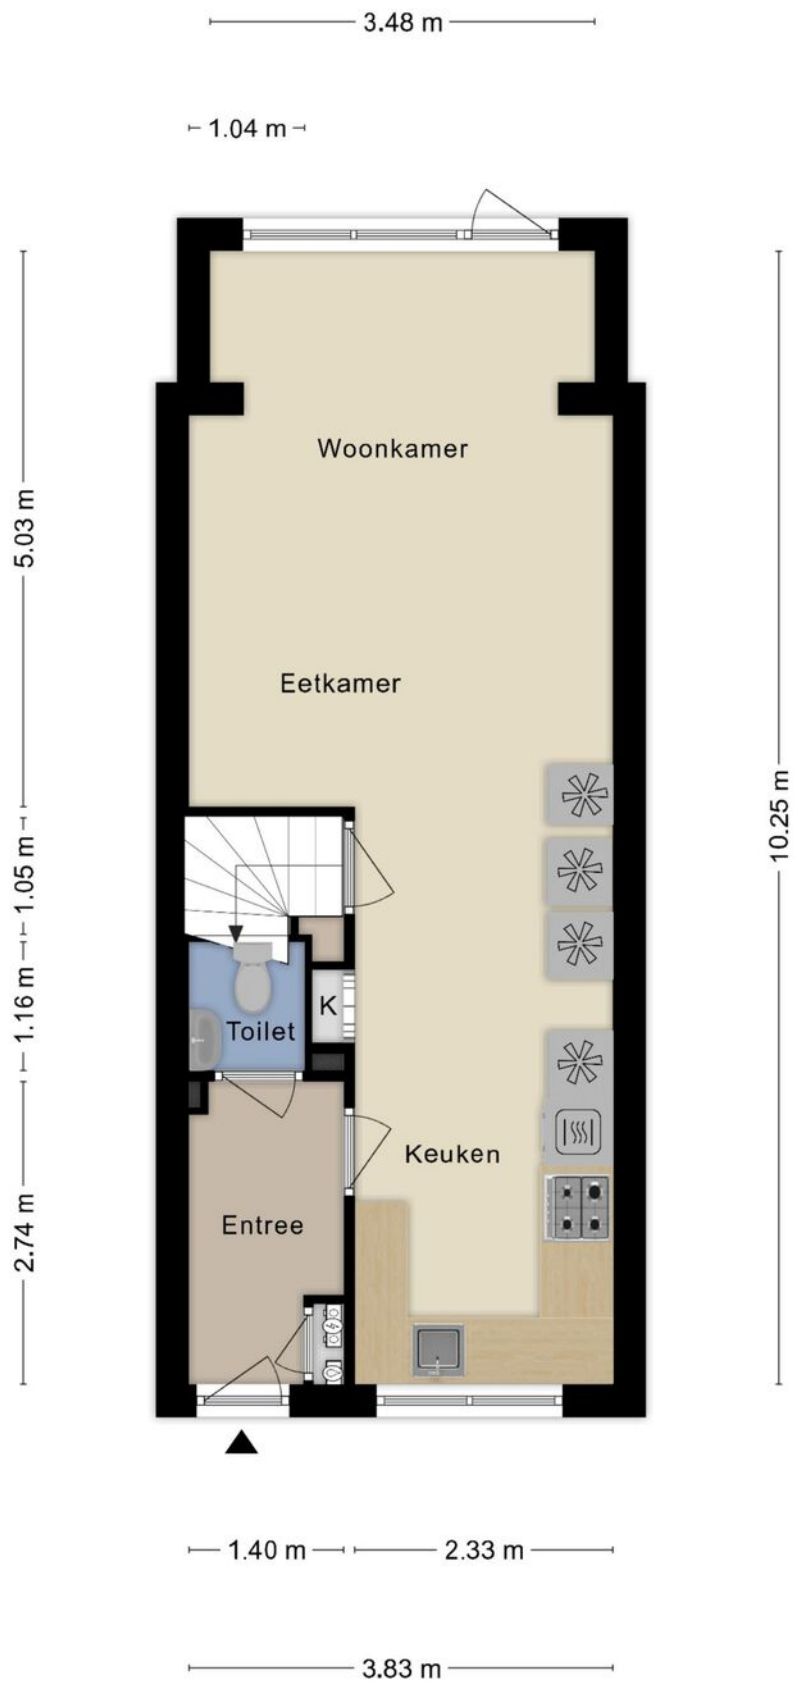 3.48 m
1.04 m
Woonkamer
5.03 m
Eetkamer
10.25 m
1.05 m
K
1.16 m
Toilet
Keuken
2.74 m
Entree
1.40 m
2.33 m
3.83 m